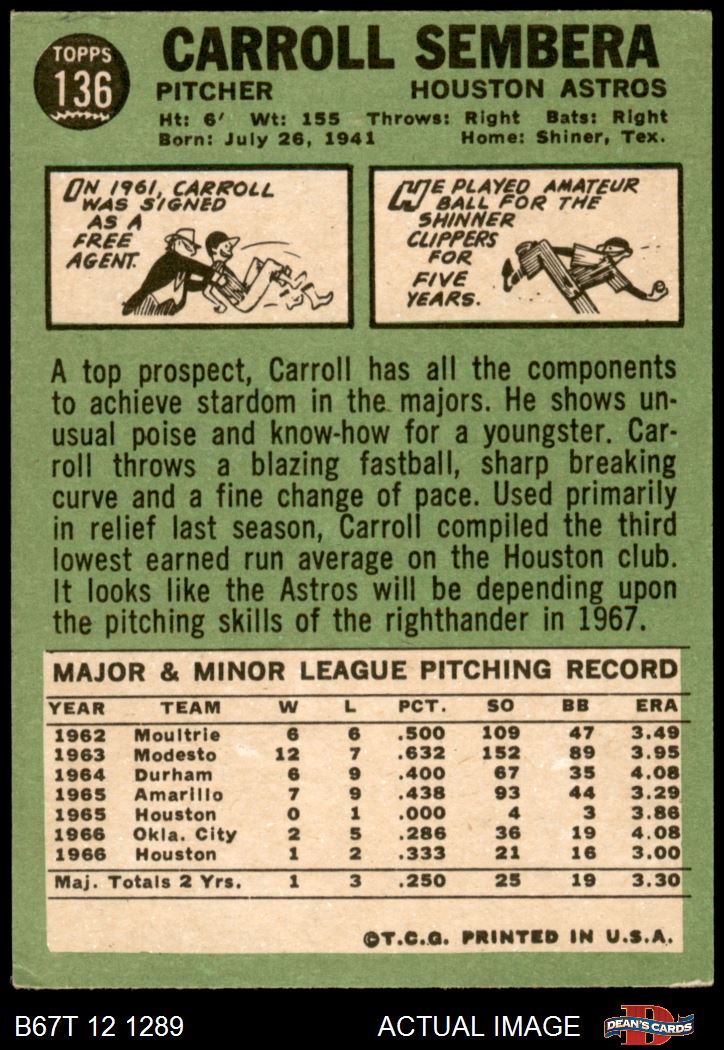 TOPPS
136
CARROLL SEMBERA
PITCHER HOUSTON ASTROS
Ht: 6' Wt: 155 Throws: Right Bats: Right
Born: July 26, 1941 Home: Shiner, Tex.
IN 1961, CARROLL
WAS SIGNED
AS A
FREE
AGENT.
HE PLAYED AMATEUR
BALL FOR THE
SHINNER
CLIPPERS
FOR
FIVE
YEARS.
A top prospect, Carroll has all the components
to achieve stardom in the majors. He shows un-
usual poise and know-how for a youngster. Car-
roll throws a blazing fastball, sharp breaking
curve and a fine change of pace. Used primarily
in relief last season, Carroll compiled the third
lowest earned run average on the Houston club.
It looks like the Astros will be depending upon
the pitching skills of the righthander in 1967.
MAJOR & MINOR LEAGUE PITCHING RECORD
YEAR TEAM W L PCT. SO BB ERA
1962 Moultrie 6 6 .500 109 47 3.49
1963 Modesto 12 7 .632 152 89 3.95
1964 Durham 6 9 .400 67 35 4.08
1965 Amarillo 7 9 .438 93 44 3.29
1965 Houston 0 1 .000 4 3 3.86
1966 Okla. City 2 5 .286 36 19 4.08
1966 Houston 1 2 .333 21 16 3.00
Maj. Totals 2 Yrs. 1 3 .250 25 19 3.30
©T.C.G. PRINTED IN U.S.A.
B67T 12 1289 ACTUAL IMAGE DEAN'S CARDS